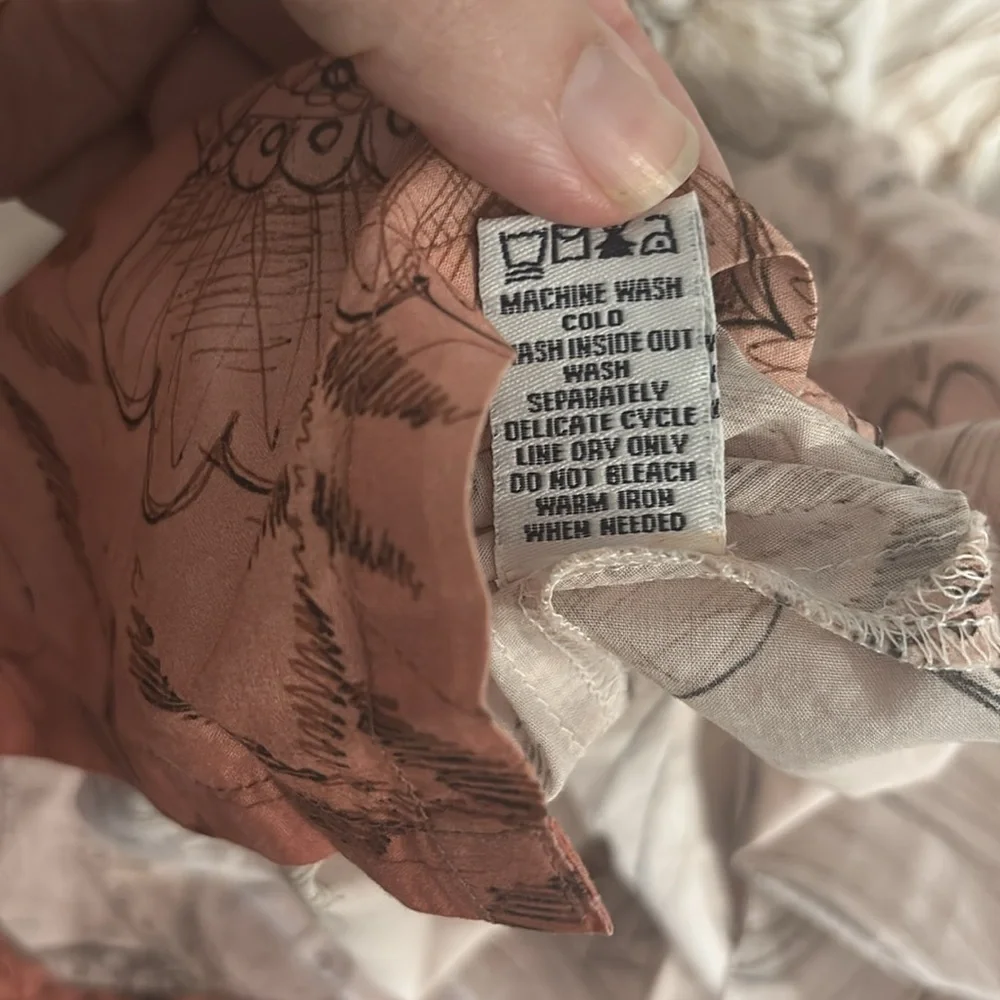 MACHINE WASH
COLD
ASH INSIDE OUT
WASH
SEPARATELY
DELICATE CYCLE
LINE DRY ONLY
DO NOT BLEACH
WARM IRON
WHEN NEEDED